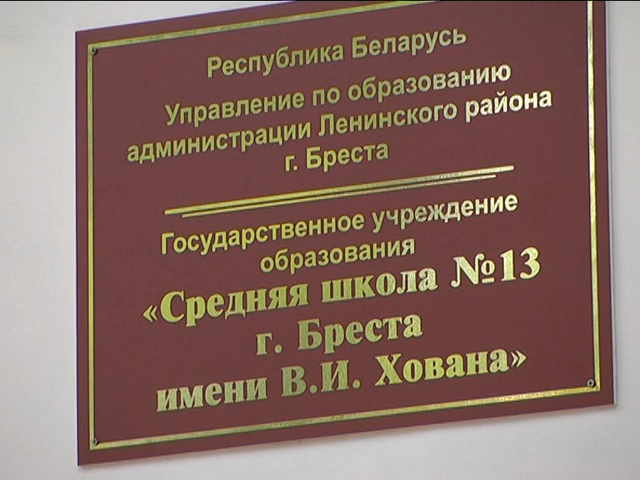 Республика Беларусь
Управление по образованию
администрации Ленинского района
г. Бреста
Государственное учреждение
образования
«Средняя школа №13
г. Бреста
имени В.И. Хована»